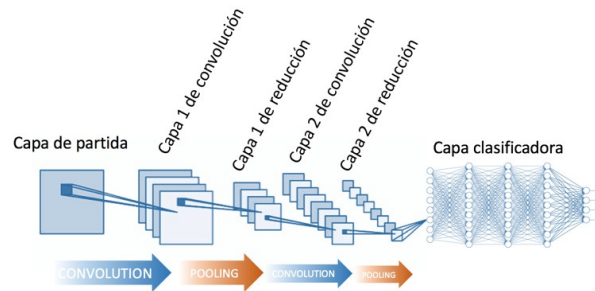 Capa de partida
Capa 1 de convolución
Capa 1 de reducción
Capa 2 de convolución
Capa 2 de reducción
Capa clasificadora
CONVOLUTION
POOLING
CONVOLUTION
POOLING